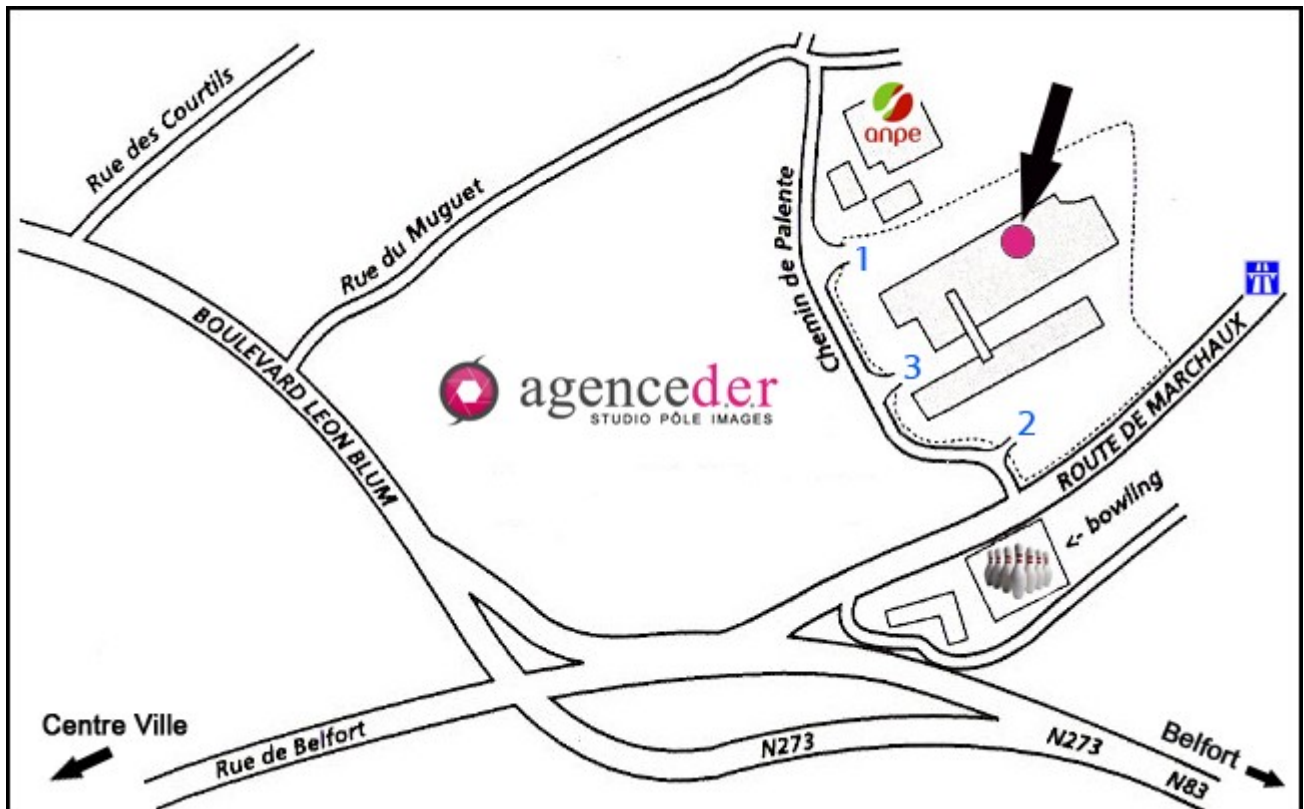 Rue des Courtils
anpe
Rue du Muguet
Chemin de Palente
1
BOULEVARD LEON BLUM
3
agenced.e.r
STUDIO PÔLE IMAGES
2
ROUTE DE MARCHAUX
<- bowling
Centre Ville
Rue de Belfort
N273
N273
Belfort
N83